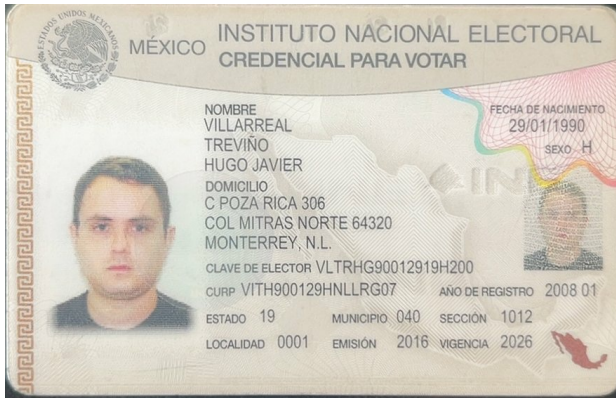 ESTADOS UNIDOS MEXICANOS
MÉXICO INSTITUTO NACIONAL ELECTORAL
CREDENCIAL PARA VOTAR
NOMBRE
VILLARREAL
TREVIÑO
HUGO JAVIER
FECHA DE NACIMIENTO
29/01/1990
SEXO H
DOMICILIO
C POZA RICA 306
COL MITRAS NORTE 64320
MONTERREY, N.L.
INE
CLAVE DE ELECTOR VLTRHG90012919H200
CURP VITH900129HNLLRG07 AÑO DE REGISTRO 2008 01
ESTADO 19 MUNICIPIO 040 SECCIÓN 1012
LOCALIDAD 0001 EMISIÓN 2016 VIGENCIA 2026